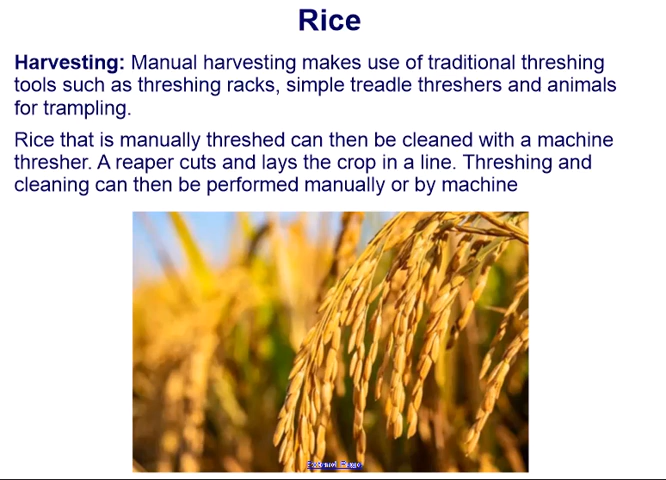 Rice
Harvesting: Manual harvesting makes use of traditional threshing
tools such as threshing racks, simple treadle threshers and animals
for trampling.
Rice that is manually threshed can then be cleaned with a machine
thresher. A reaper cuts and lays the crop in a line. Threshing and
cleaning can then be performed manually or by machine